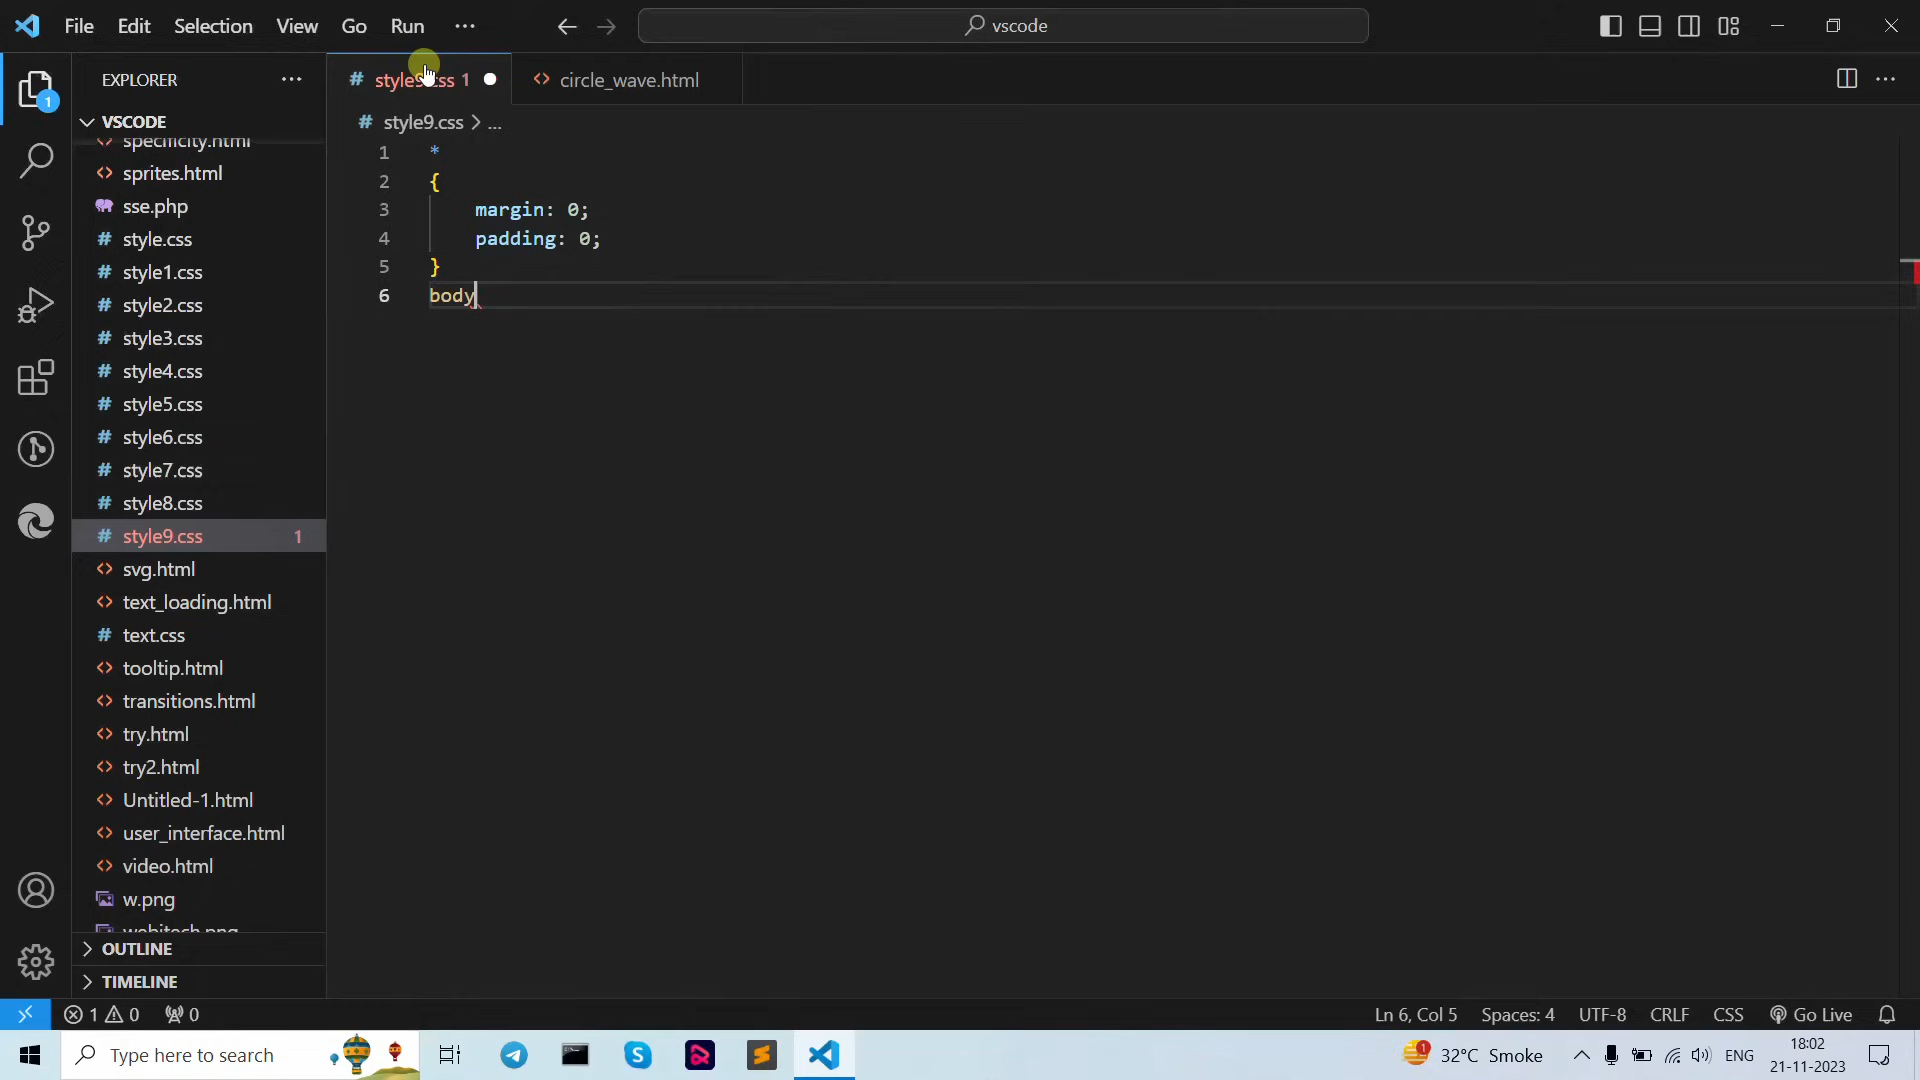 File Edit Selection View Go Run ...
vscode
EXPLORER ...
style9.css 1
circle_wave.html
VSCODE
style9.css > ...
specificity.html
sprites.html
sse.php
style.css
style1.css
style2.css
style3.css
style4.css
style5.css
style6.css
style7.css
style8.css
style9.css 1
svg.html
text_loading.html
text.css
tooltip.html
transitions.html
try.html
try2.html
Untitled-1.html
user_interface.html
video.html
w.png
webitech.png
OUTLINE
TIMELINE
1 *
2 {
3 margin: 0;
4 padding: 0;
5 }
6 body
1 0 0
Ln 6, Col 5 Spaces: 4 UTF-8 CRLF CSS Go Live
Type here to search
1 32°C Smoke ENG
18:02
21-11-2023